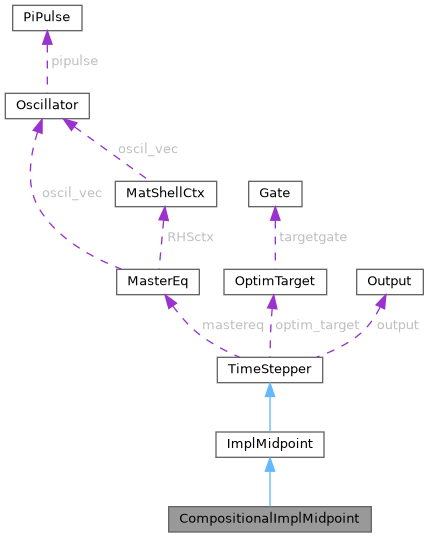 PiPulse
pipulse
Oscillator
oscil_vec
MatShellCtx
Gate
oscil_vec
RHSctx
targetgate
MasterEq
OptimTarget
Output
mastereq
optim_target
output
TimeStepper
ImplMidpoint
CompositionalImplMidpoint